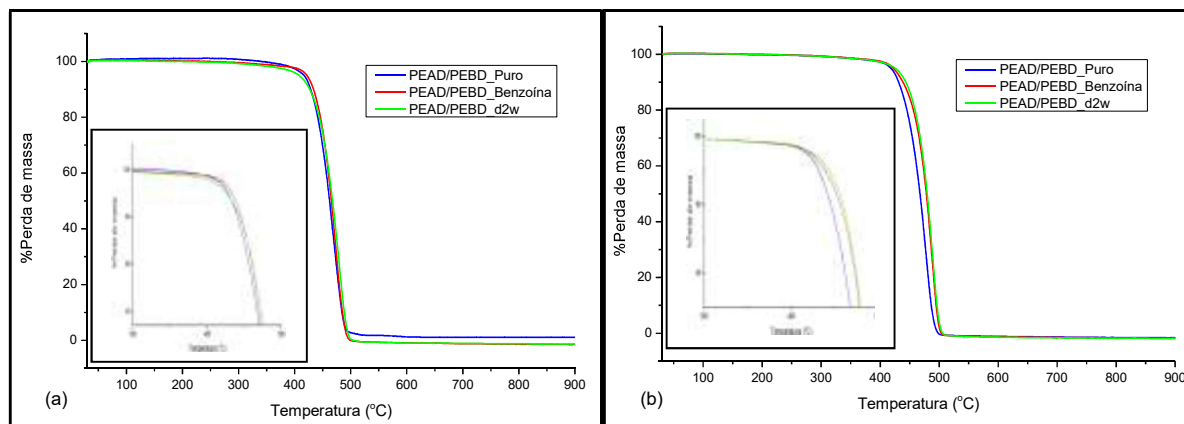 %Perda de massa
100
80
60
40
20
0
PEAD/PEBD_Puro
PEAD/PEBD_Benzoína
PEAD/PEBD_d2w
100 200 300 400 500 600 700 800 900
(a)
Temperatura (°C)
%Perda de massa
100
80
60
40
20
0
PEAD/PEBD_Puro
PEAD/PEBD_Benzoína
PEAD/PEBD_d2w
100 200 300 400 500 600 700 800 900
(b)
Temperatura (°C)